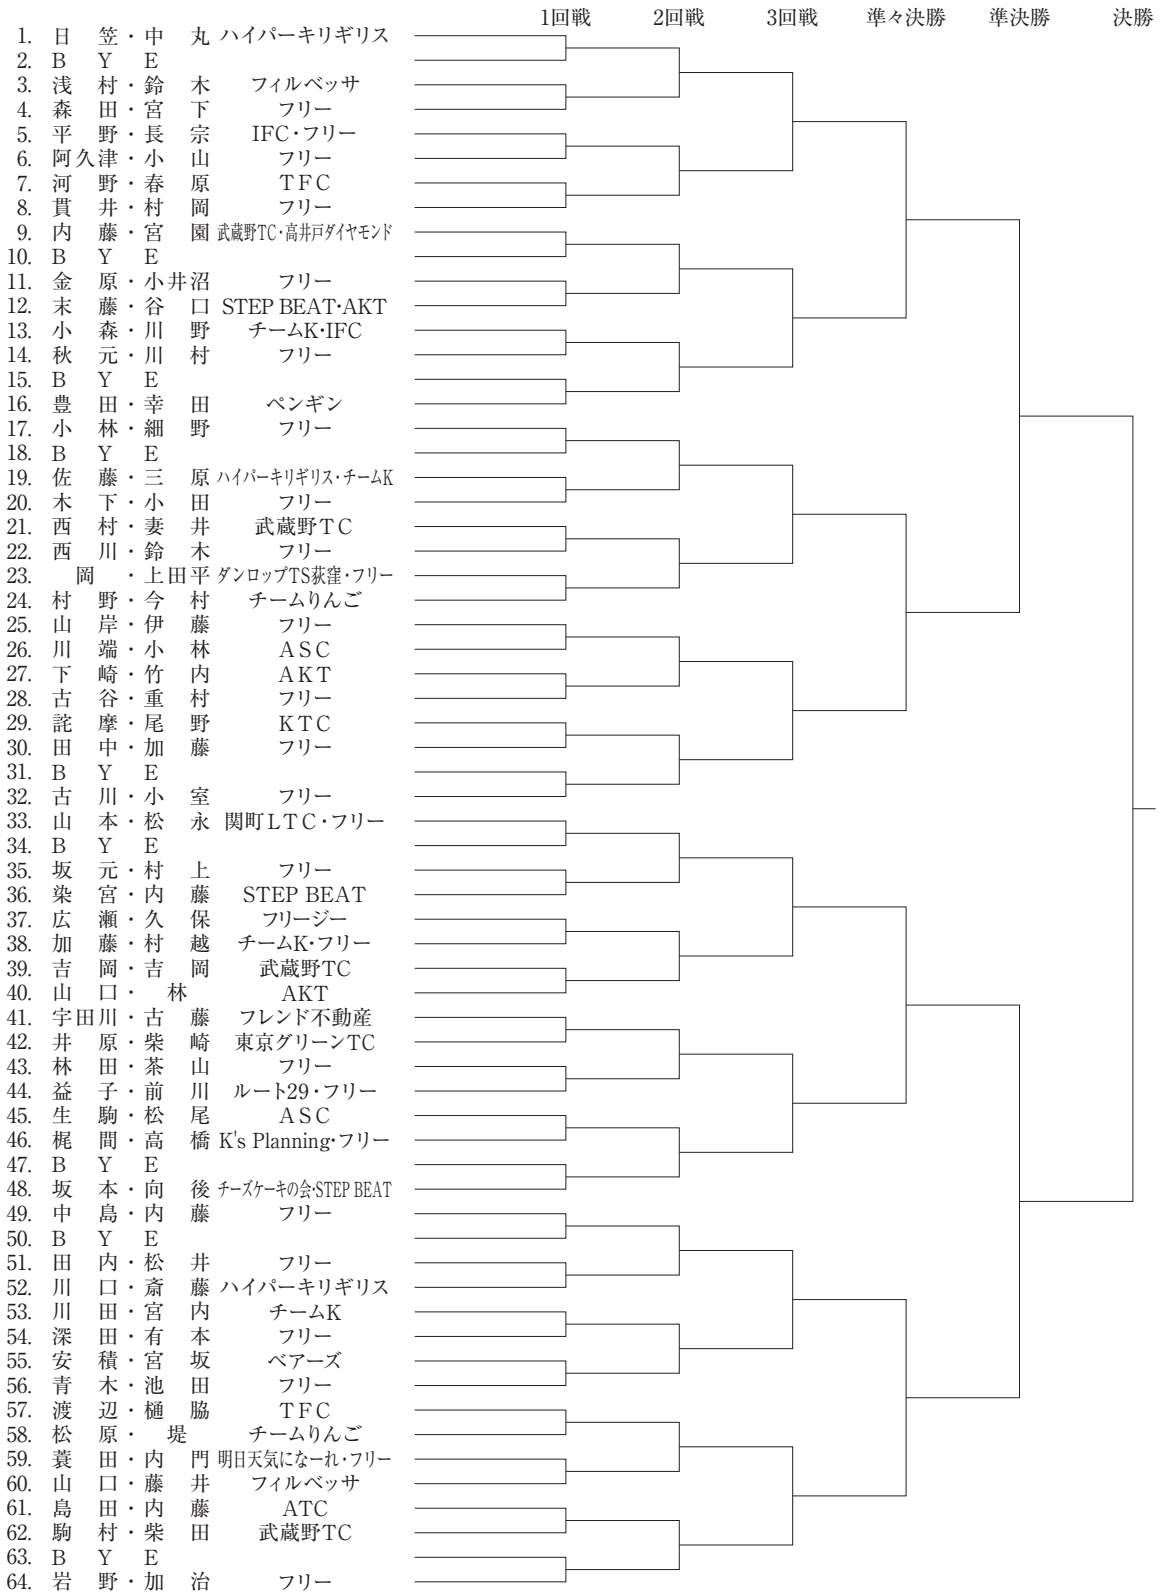 1回戦 2回戦 3回戦 準々決勝 準決勝 決勝
1. 日 笠・中 丸 ハイパーキリギリス
2. B Y E
3. 浅 村・鈴 木 フィルベッサ
4. 森 田・宮 下 フリー
5. 平 野・長 宗 IFC・フリー
6. 阿久津・小 山 フリー
7. 河 野・春 原 TFC
8. 貫 井・村 岡 フリー
9. 内 藤・宮 園 武蔵野TC・高井戸ダイヤモンド
10. B Y E
11. 金 原・小井沼 フリー
12. 末 藤・谷 口 STEP BEAT・AKT
13. 小 森・川 野 チームK・IFC
14. 秋 元・川 村 フリー
15. B Y E
16. 豊 田・幸 田 ペンギン
17. 小 林・細 野 フリー
18. B Y E
19. 佐 藤・三 原 ハイパーキリギリス・チームK
20. 木 下・小 田 フリー
21. 西 村・妻 井 武蔵野TC
22. 西 川・鈴 木 フリー
23. 岡 ・上田平 ダンロップTS荻窪・フリー
24. 村 野・今 村 チームりんご
25. 山 岸・伊 藤 フリー
26. 川 端・小 林 ASC
27. 下 崎・竹 内 AKT
28. 古 谷・重 村 フリー
29. 詫 摩・尾 野 KTC
30. 田 中・加 藤 フリー
31. B Y E
32. 古 川・小 室 フリー
33. 山 本・松 永 関町LTC・フリー
34. B Y E
35. 坂 元・村 上 フリー
36. 染 宮・内 藤 STEP BEAT
37. 広 瀬・久 保 フリージー
38. 加 藤・村 越 チームK・フリー
39. 吉 岡・吉 岡 武蔵野TC
40. 山 口・ 林 AKT
41. 宇田川・古 藤 フレンド不動産
42. 井 原・柴 崎 東京グリーンTC
43. 林 田・茶 山 フリー
44. 益 子・前 川 ルート29・フリー
45. 生 駒・松 尾 ASC
46. 梶 間・高 橋 K's Planning・フリー
47. B Y E
48. 坂 本・向 後 チーズケーキの会・STEP BEAT
49. 中 島・内 藤 フリー
50. B Y E
51. 田 内・松 井 フリー
52. 川 口・斎 藤 ハイパーキリギリス
53. 川 田・宮 内 チームK
54. 深 田・有 本 フリー
55. 安 積・宮 坂 ベアーズ
56. 青 木・池 田 フリー
57. 渡 辺・樋 脇 TFC
58. 松 原・ 堤 チームりんご
59. 蓑 田・内 門 明日天気になーれ・フリー
60. 山 口・藤 井 フィルベッサ
61. 島 田・内 藤 ATC
62. 駒 村・柴 田 武蔵野TC
63. B Y E
64. 岩 野・加 治 フリー